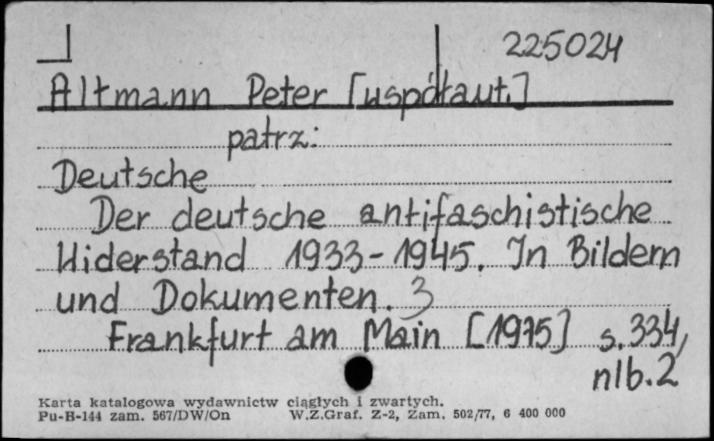 225024
Altmann Peter [współaut.]
patrz:
Deutsche
Der deutsche antifaschistische
Widerstand 1933-1945. In Bildern
und Dokumenten. 3
Frankfurt am Main [1975] s. 334,
nlb. 2
Karta katalogowa wydawnictw ciągłych i zwartych.
Pu-B-144 zam. 567/DW/On W.Z.Graf. Z-2, Zam. 502/77, 6 400 000